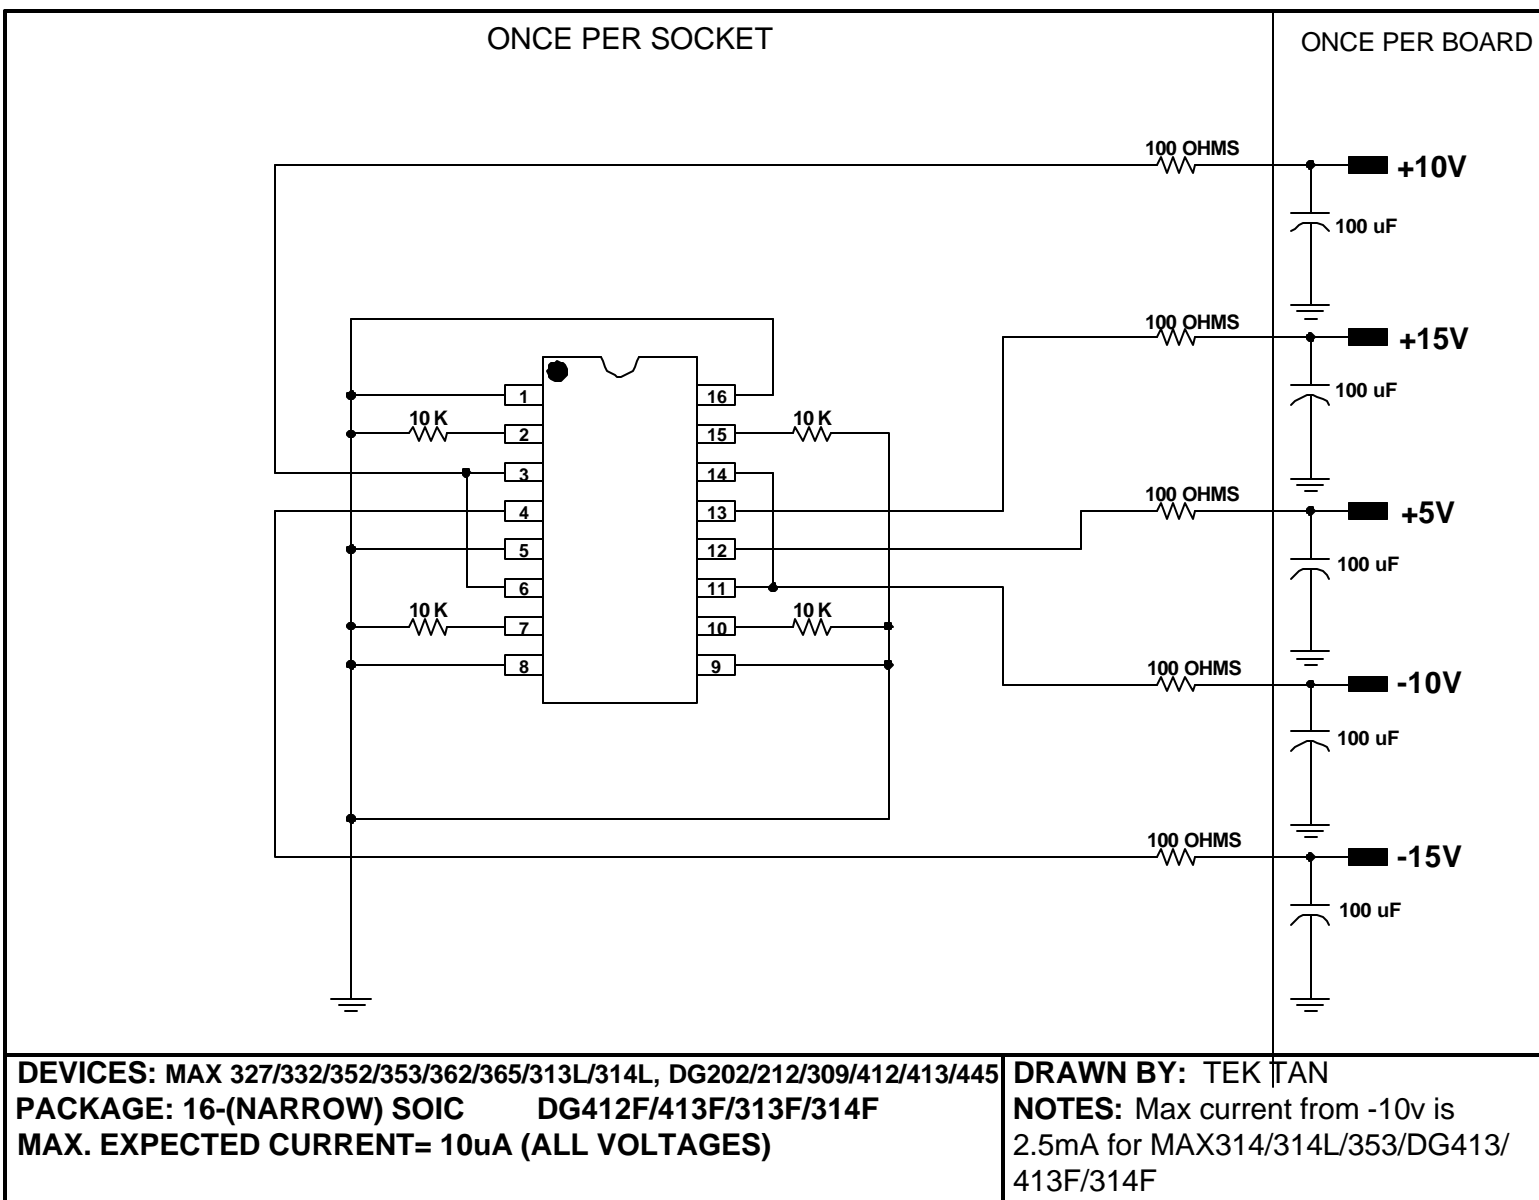 ONCE PER SOCKET
ONCE PER BOARD
100 OHMS
+10V
100 uF
100 OHMS
+15V
100 uF
1
16
10 K
2
15
10 K
3
14
4
13
100 OHMS
+5V
5
12
100 uF
6
11
10 K
7
10
10 K
8
9
100 OHMS
-10V
100 uF
100 OHMS
-15V
100 uF
DEVICES: MAX 327/332/352/353/362/365/313L/314L, DG202/212/309/412/413/445
PACKAGE: 16-(NARROW) SOIC DG412F/413F/313F/314F
MAX. EXPECTED CURRENT= 10uA (ALL VOLTAGES)
DRAWN BY: TEK TAN
NOTES: Max current from -10v is
2.5mA for MAX314/314L/353/DG413/
413F/314F